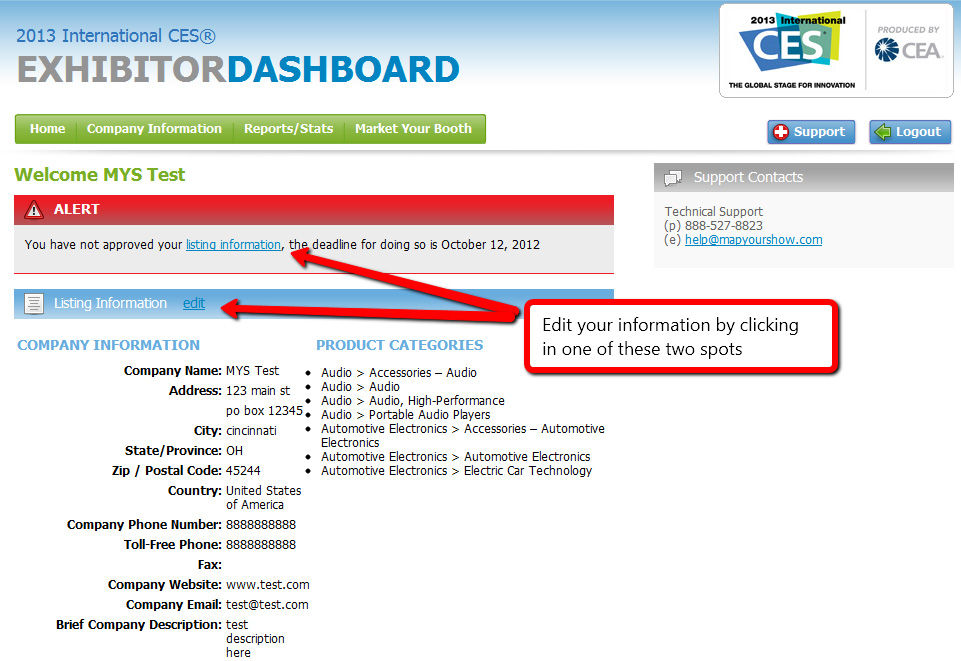 2013 International CES®
EXHIBITORDASHBOARD
2013 International
CES®
THE GLOBAL STAGE FOR INNOVATION
PRODUCED BY
CEA.
Home
Company Information
Reports/Stats
Market Your Booth
Support
Logout
Welcome MYS Test
ALERT
You have not approved your listing information, the deadline for doing so is October 12, 2012
Support Contacts
Technical Support
(p) 888-527-8823
(e) help@mapyourshow.com
Listing Information edit
Edit your information by clicking
in one of these two spots
COMPANY INFORMATION
Company Name: MYS Test
Address: 123 main st
po box 12345
City: cincinnati
State/Province: OH
Zip / Postal Code: 45244
Country: United States
of America
Company Phone Number: 8888888888
Toll-Free Phone: 8888888888
Fax:
Company Website: www.test.com
Company Email: test@test.com
Brief Company Description: test
description
here
PRODUCT CATEGORIES
• Audio > Accessories – Audio
• Audio > Audio
• Audio > Audio, High-Performance
• Audio > Portable Audio Players
• Automotive Electronics > Accessories – Automotive
Electronics
• Automotive Electronics > Automotive Electronics
• Automotive Electronics > Electric Car Technology